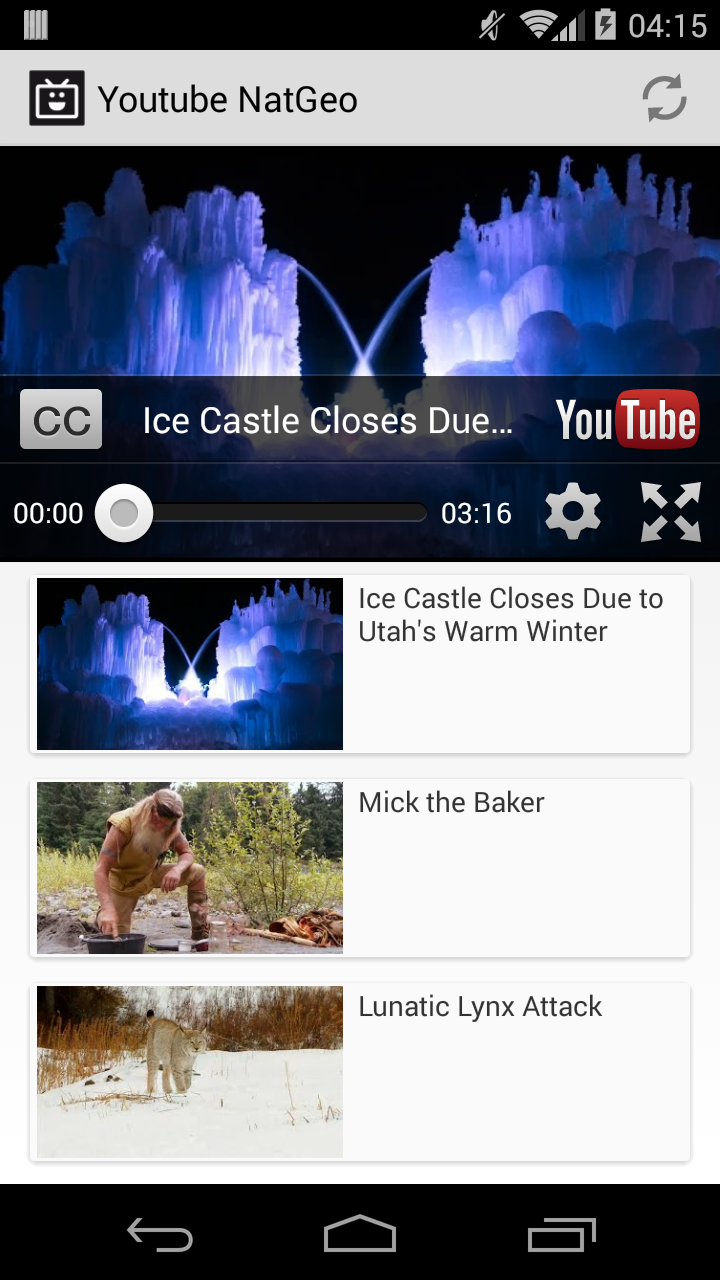 04:15
Youtube NatGeo
CC
Ice Castle Closes Due...
YouTube
00:00
03:16
Ice Castle Closes Due to
Utah's Warm Winter
Mick the Baker
Lunatic Lynx Attack